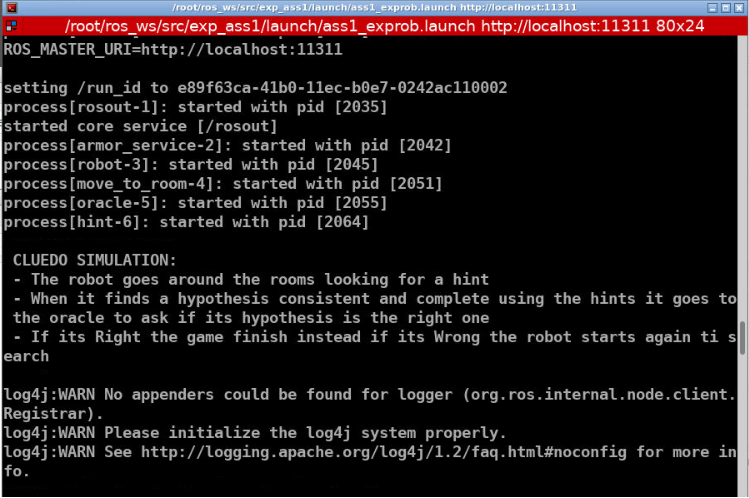 /root/ros_ws/src/exp_ass1/launch/ass1_exprob.launch http://localhost:11311
/root/ros_ws/src/exp_ass1/launch/ass1_exprob.launch http://localhost:11311 80x24
ROS_MASTER_URI=http://localhost:11311
setting /run_id to e89f63ca-41b0-11ec-b0e7-0242ac110002
process[rosout-1]: started with pid [2035]
started core service [/rosout]
process[armor_service-2]: started with pid [2042]
process[robot-3]: started with pid [2045]
process[move_to_room-4]: started with pid [2051]
process[oracle-5]: started with pid [2055]
process[hint-6]: started with pid [2064]
CLUEDO SIMULATION:
- The robot goes around the rooms looking for a hint
- When it finds a hypothesis consistent and complete using the hints it goes to
the oracle to ask if its hypothesis is the right one
- If its Right the game finish instead if its Wrong the robot starts again ti s
earch
log4j:WARN No appenders could be found for logger (org.ros.internal.node.client.
Registrar).
log4j:WARN Please initialize the log4j system properly.
log4j:WARN See http://logging.apache.org/log4j/1.2/faq.html#noconfig for more in
fo.